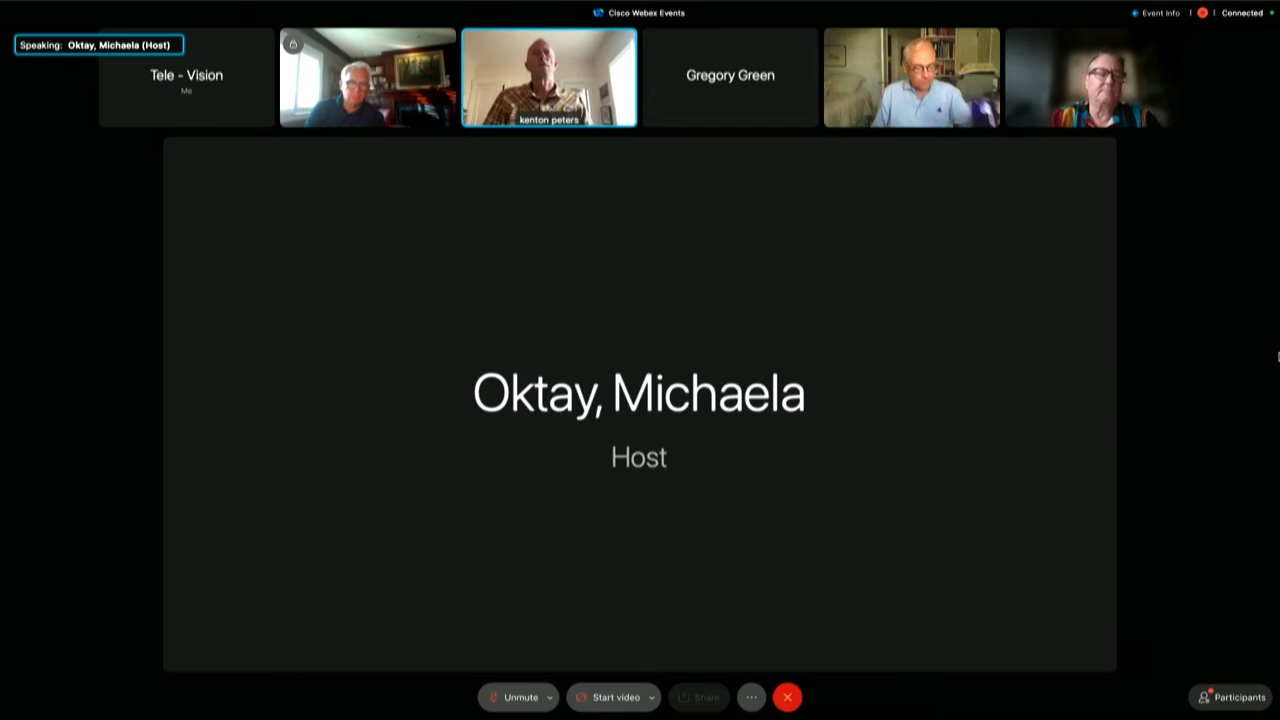 Cisco Webex Events
Event Info
Connected
Speaking: Oktay, Michaela (Host)
Tele - Vision
Me
kenton peters
Gregory Green
Oktay, Michaela
Host
Unmute
Start video
Share
Participants